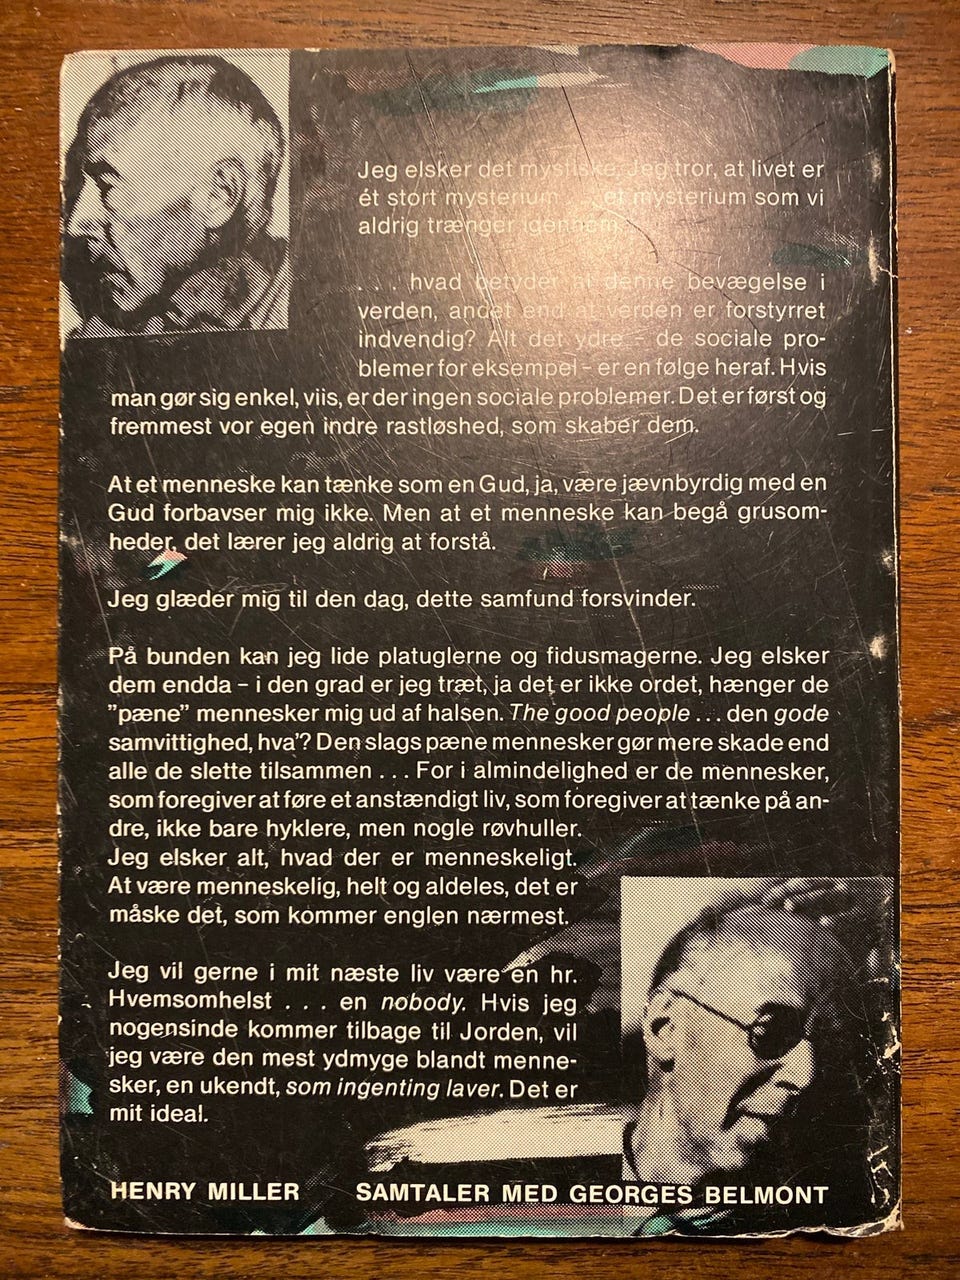 Jeg elsker det mystiske. Jeg tror, at livet er
ét stort mysterium . . . et mysterium som vi
aldrig trænger igennem.
. . . hvad betyder al denne bevægelse i
verden, andet end at verden er forstyrret
indvendig? Alt det ydre – de sociale pro-
blemer for eksempel – er en følge heraf. Hvis
man gør sig enkel, viis, er der ingen sociale problemer. Det er først og
fremmest vor egen indre rastløshed, som skaber dem.
At et menneske kan tænke som en Gud, ja, være jævnbyrdig med en
Gud forbavser mig ikke. Men at et menneske kan begå grusom-
heder, det lærer jeg aldrig at forstå.
Jeg glæder mig til den dag, dette samfund forsvinder.
På bunden kan jeg lide platuglerne og fidusmagerne. Jeg elsker
dem endda – i den grad er jeg træt, ja det er ikke ordet, hænger de
”pæne” mennesker mig ud af halsen. The good people . . . den gode
samvittighed, hva’? Den slags pæne mennesker gør mere skade end
alle de slette tilsammen . . . For i almindelighed er de mennesker,
som foregiver at føre et anstændigt liv, som foregiver at tænke på an-
dre, ikke bare hyklere, men nogle røvhuller.
Jeg elsker alt, hvad der er menneskeligt.
At være menneskelig, helt og aldeles, det er
måske det, som kommer englen nærmest.
Jeg vil gerne i mit næste liv være en hr.
Hvemsomhelst . . . en nobody. Hvis jeg
nogensinde kommer tilbage til Jorden, vil
jeg være den mest ydmyge blandt menne-
sker, en ukendt, som ingenting laver. Det er
mit ideal.
HENRY MILLER SAMTALER MED GEORGES BELMONT